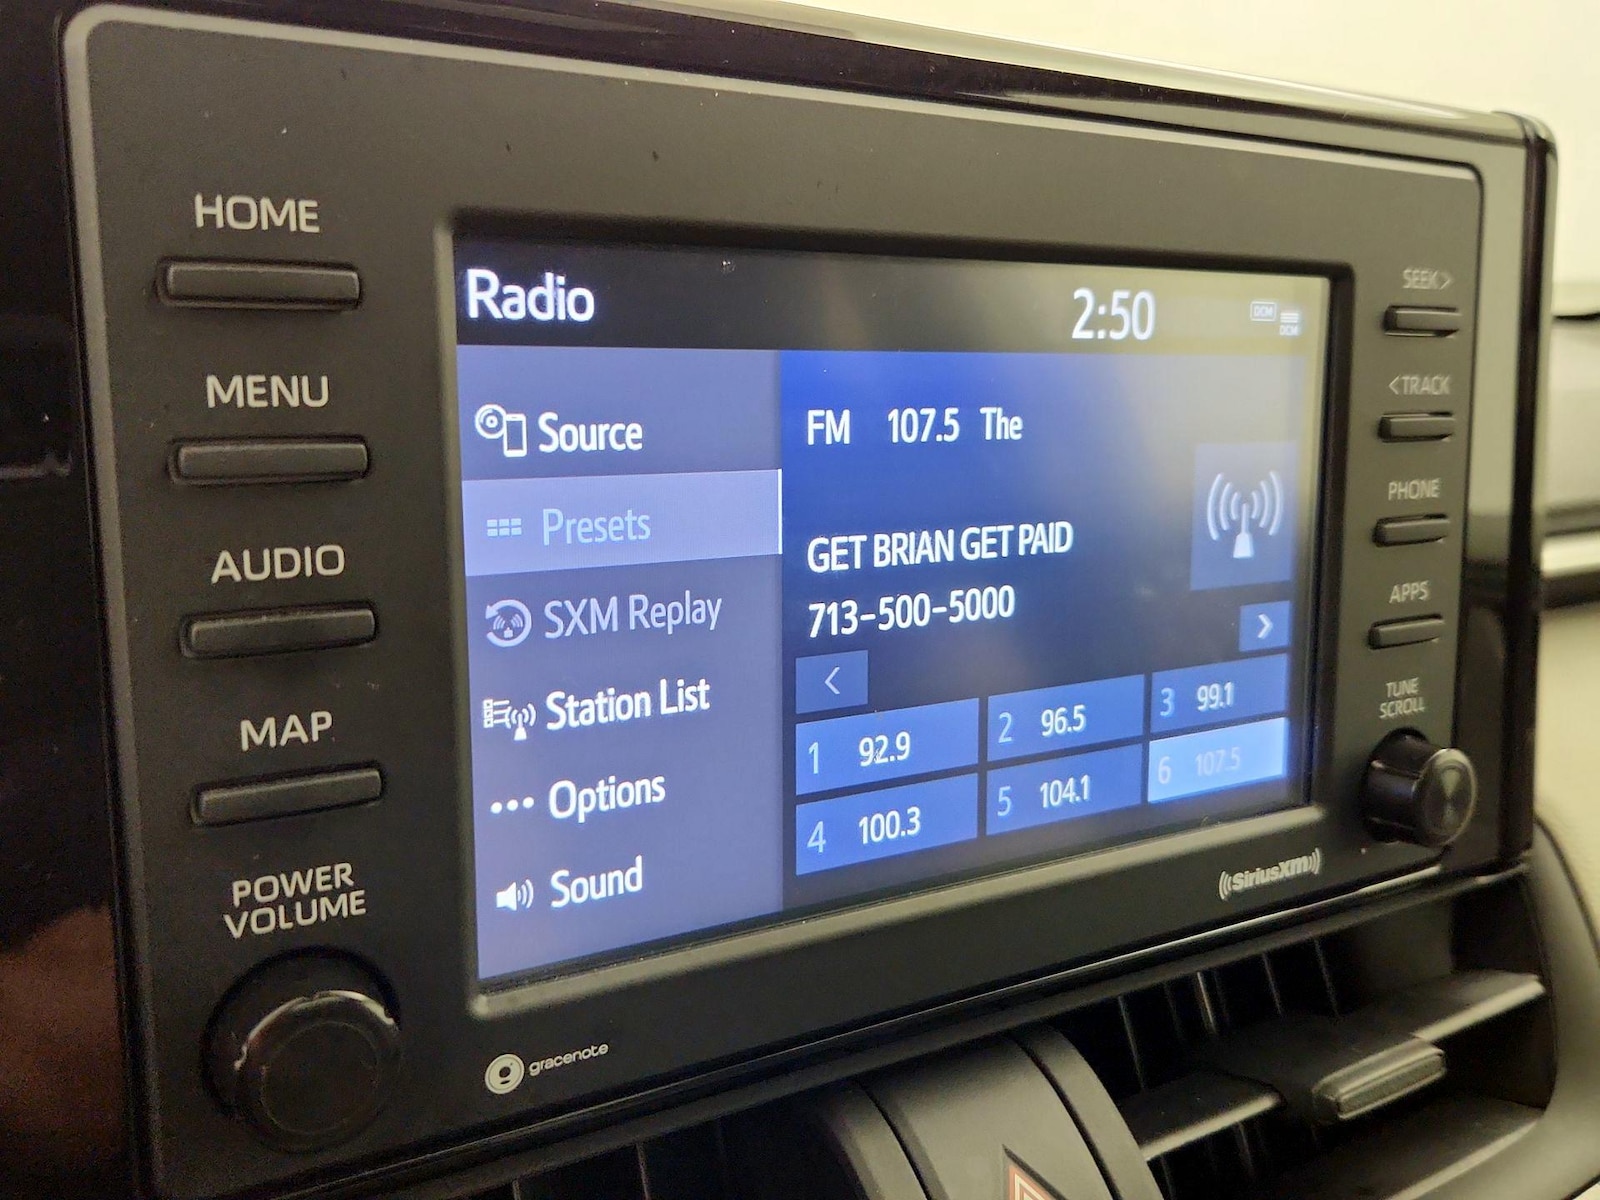 HOME
MENU
AUDIO
MAP
POWER
VOLUME
Radio
2:50
DCM
DCM
Source
Presets
SXM Replay
Station List
Options
Sound
FM 107.5 The
GET BRIAN GET PAID
713-500-5000
<
>
1 92.9
2 96.5
3 99.1
4 100.3
5 104.1
6 107.5
SEEK>
<TRACK
PHONE
APPS
TUNE
SCROLL
((SiriusXM))
gracenote